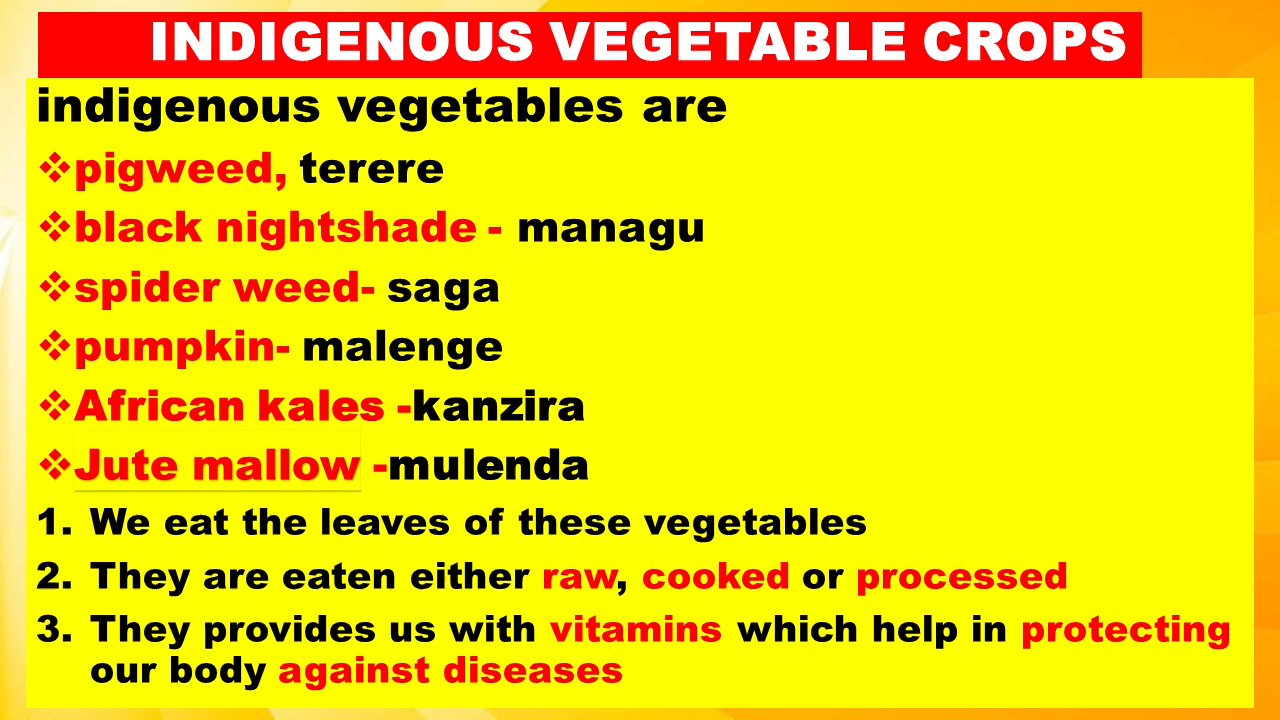 INDIGENOUS VEGETABLE CROPS
indigenous vegetables are
❖pigweed, terere
❖black nightshade - managu
❖spider weed- saga
❖pumpkin- malenge
❖African kales -kanzira
❖Jute mallow -mulenda
1. We eat the leaves of these vegetables
2. They are eaten either raw, cooked or processed
3. They provides us with vitamins which help in protecting
our body against diseases